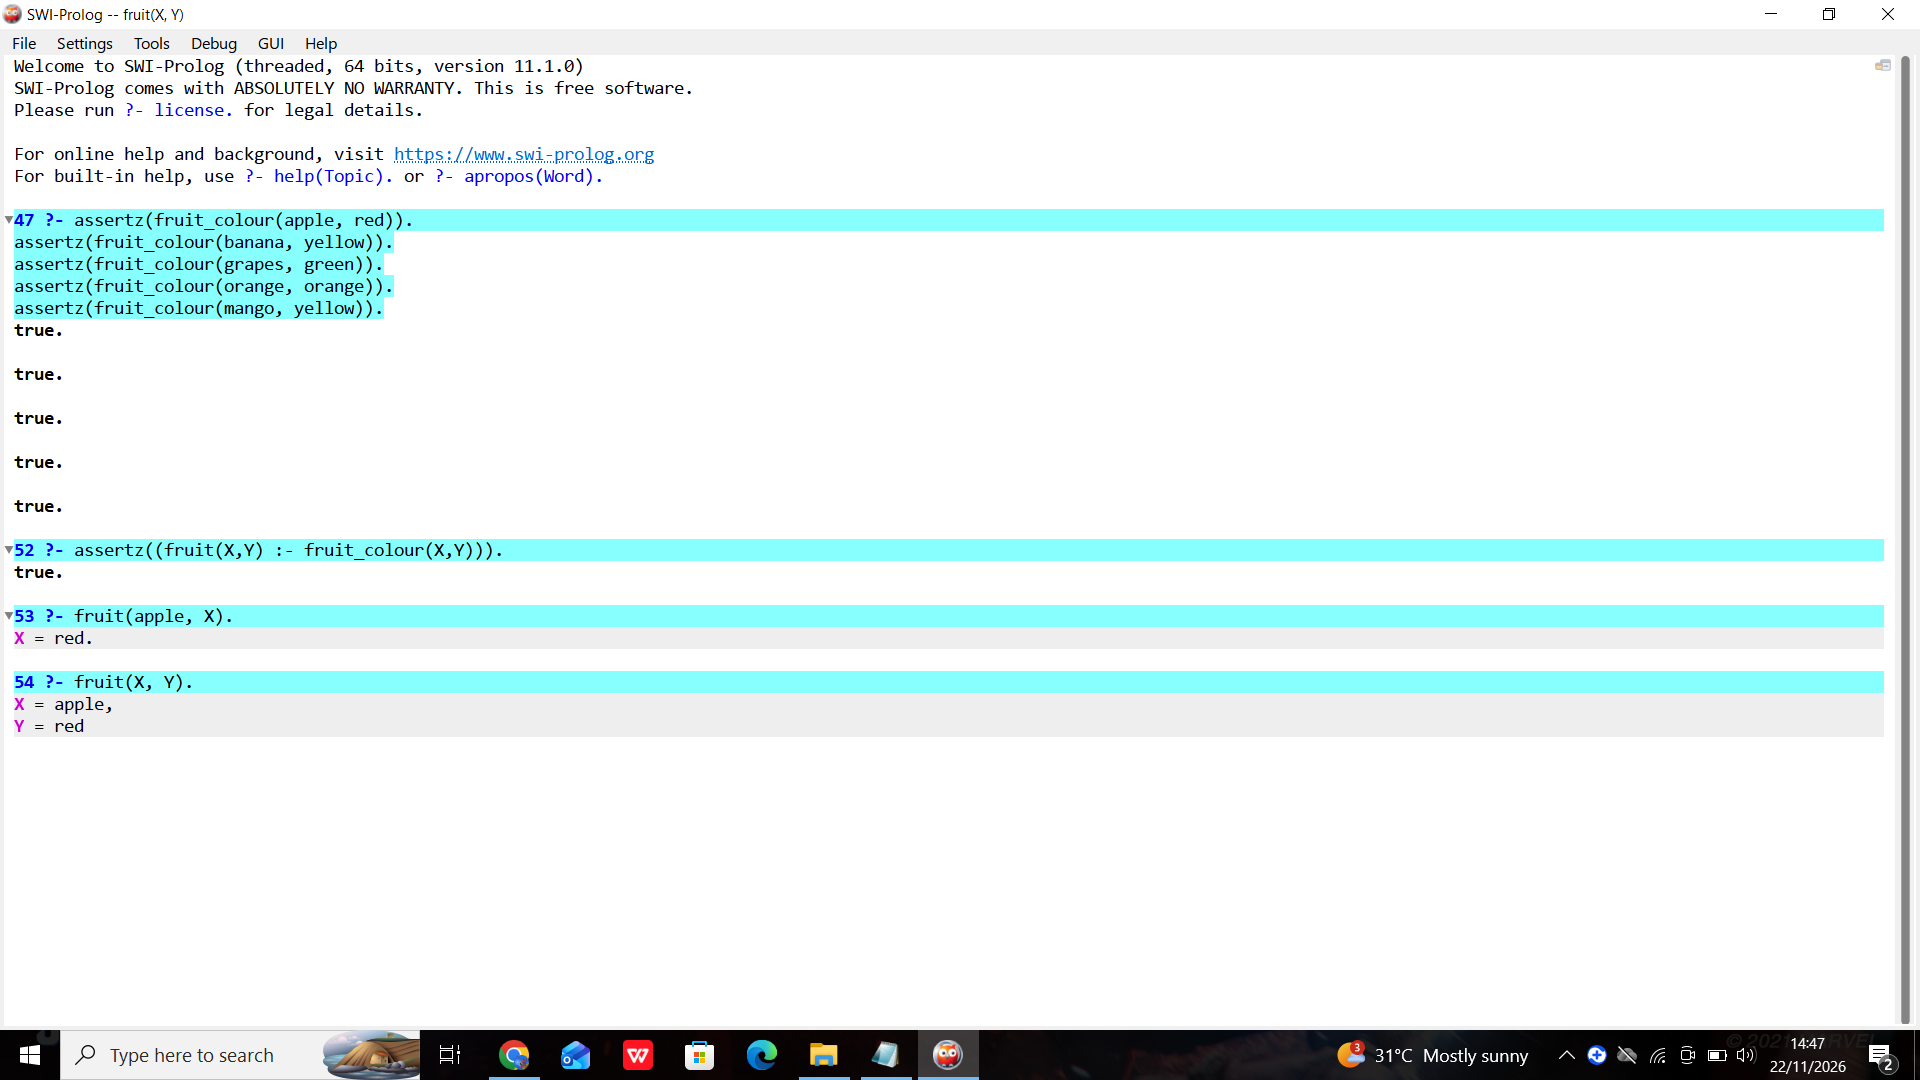 SWI-Prolog -- fruit(X, Y)
File Settings Tools Debug GUI Help
Welcome to SWI-Prolog (threaded, 64 bits, version 11.1.0)
SWI-Prolog comes with ABSOLUTELY NO WARRANTY. This is free software.
Please run ?- license. for legal details.
For online help and background, visit https://www.swi-prolog.org
For built-in help, use ?- help(Topic). or ?- apropos(Word).
47 ?- assertz(fruit_colour(apple, red)).
assertz(fruit_colour(banana, yellow)).
assertz(fruit_colour(grapes, green)).
assertz(fruit_colour(orange, orange)).
assertz(fruit_colour(mango, yellow)).
true.
true.
true.
true.
true.
52 ?- assertz((fruit(X,Y) :- fruit_colour(X,Y))).
true.
53 ?- fruit(apple, X).
X = red.
54 ?- fruit(X, Y).
X = apple,
Y = red
Type here to search
W
3
31°C Mostly sunny
14:47
22/11/2026
2